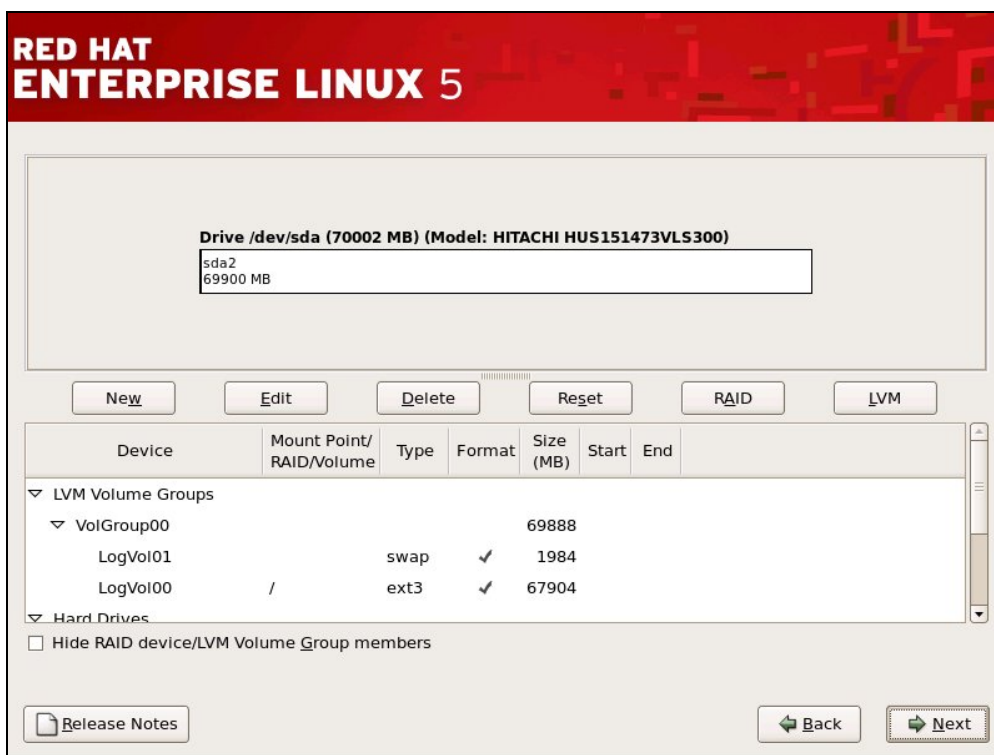 RED HAT
ENTERPRISE LINUX 5
Drive /dev/sda (70002 MB) (Model: HITACHI HUS151473VLS300)
sda2
69900 MB
New Edit Delete Reset RAID LVM
Device Mount Point/ RAID/Volume Type Format Size (MB) Start End
LVM Volume Groups
VolGroup00 69888
LogVol01 swap 1984
LogVol00 / ext3 67904
Hard Drives
Hide RAID device/LVM Volume Group members
Release Notes Back Next